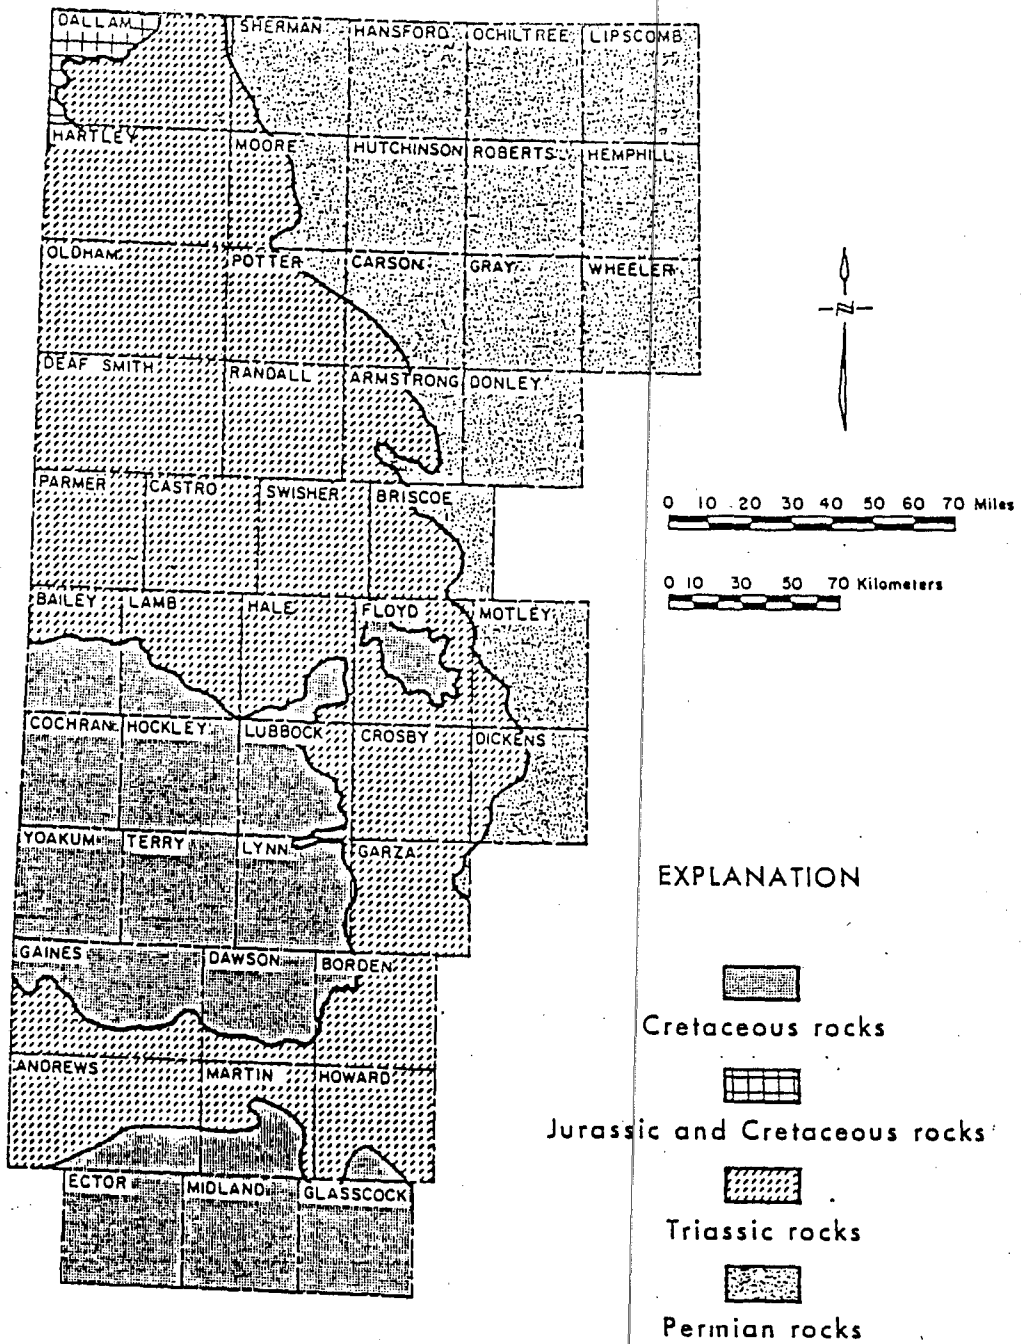 DALLAM SHERMAN HANSFORD OCHILTREE LIPSCOMB
HARTLEY MOORE HUTCHINSON ROBERTS HEMPHILL
OLDHAM POTTER CARSON GRAY WHEELER
N
DEAF SMITH RANDALL ARMSTRONG DONLEY
PARMER CASTRO SWISHER BRISCOE
0 10 20 30 40 50 60 70 Miles
0 10 30 50 70 Kilometers
BAILEY LAMB HALE FLOYD MOTLEY
COCHRAN HOCKLEY LUBBOCK CROSBY DICKENS
YOAKUM TERRY LYNN GARZA
GAINES DAWSON BORDEN
ANDREWS MARTIN HOWARD
ECTOR MIDLAND GLASSCOCK
EXPLANATION
Cretaceous rocks
Jurassic and Cretaceous rocks
Triassic rocks
Permian rocks